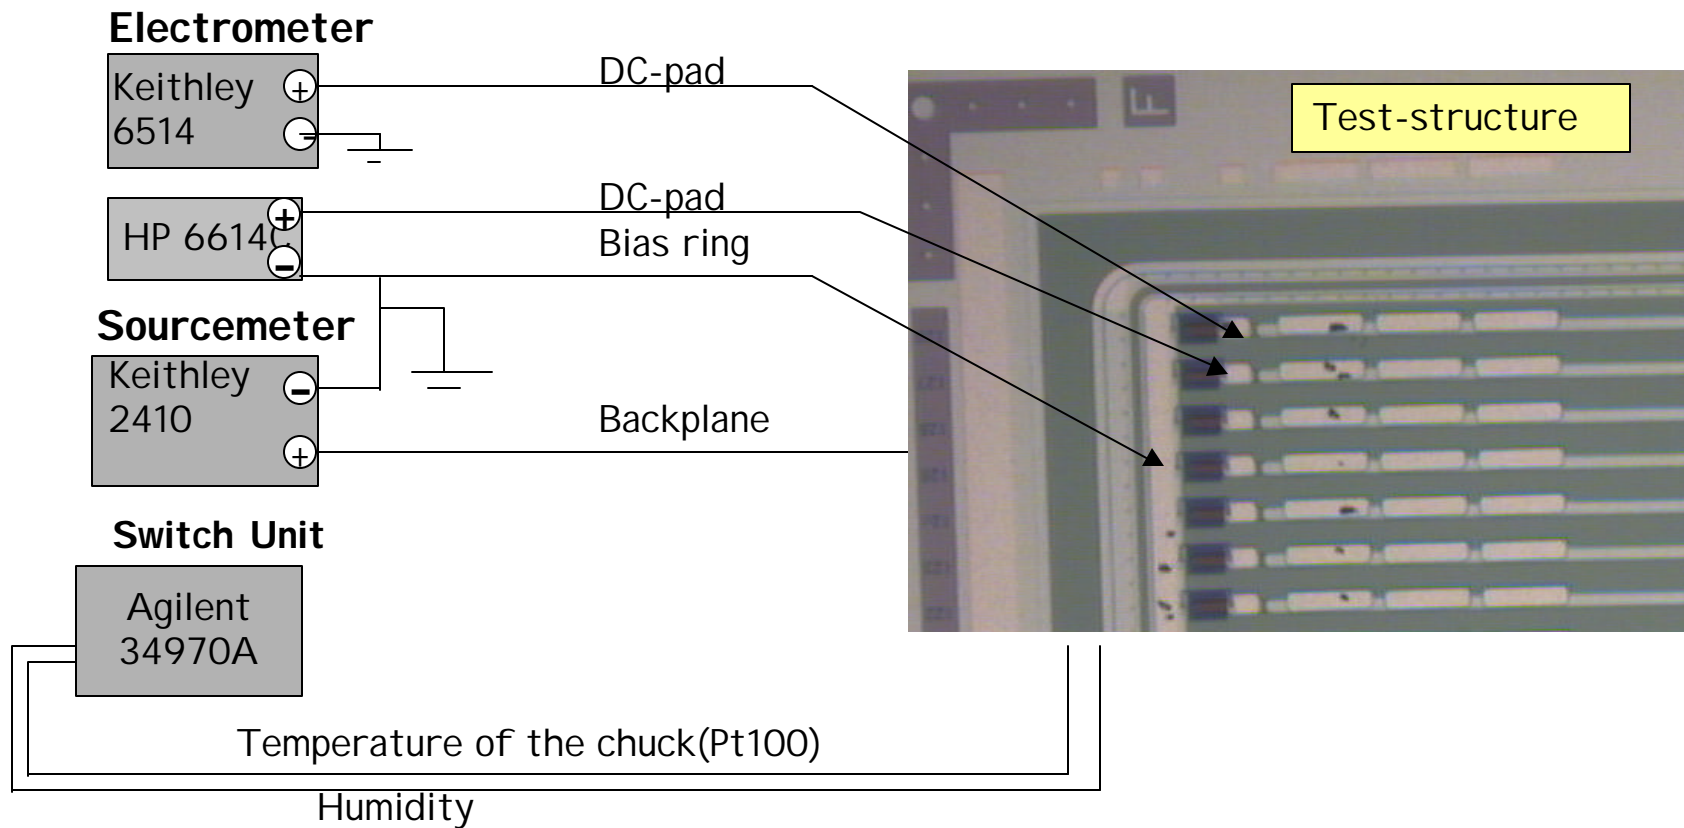 Electrometer
Keithley
6514
+
-
DC-pad
HP 6614C
+
-
DC-pad
Bias ring
Sourcemeter
Keithley
2410
-
+
Backplane
Switch Unit
Agilent
34970A
Temperature of the chuck(Pt100)
Humidity
Test-structure
F